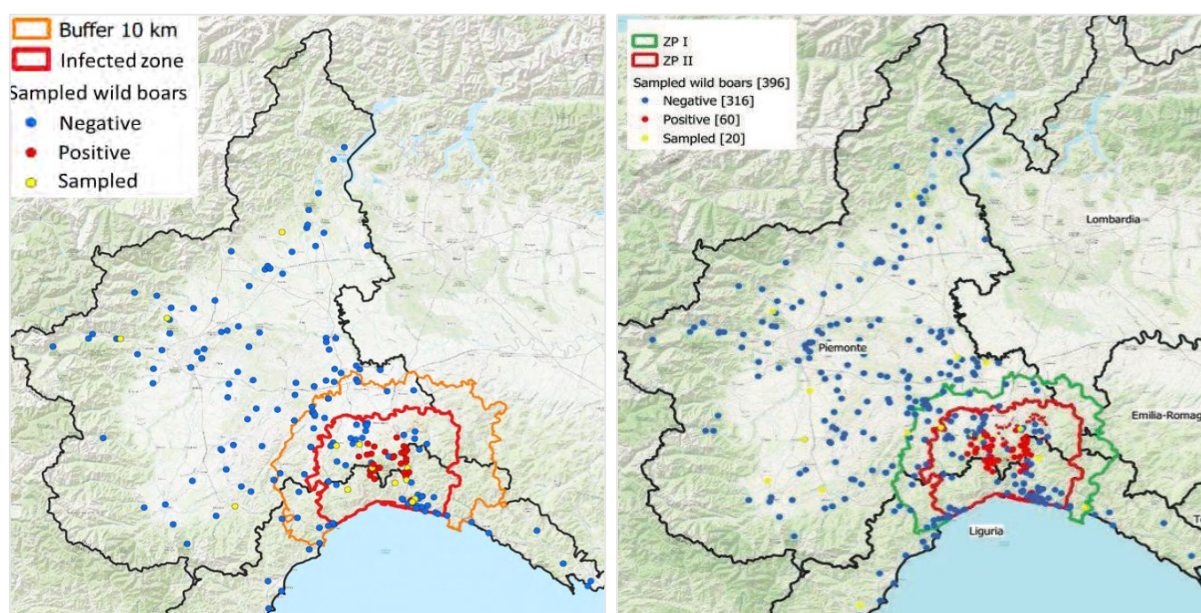 Buffer 10 km
Infected zone
Sampled wild boars
Negative
Positive
Sampled
ZP I
ZP II
Sampled wild boars [396]
Negative [316]
Positive [60]
Sampled [20]
Lombardia
Piemonte
Emilia-Romag
Liguria